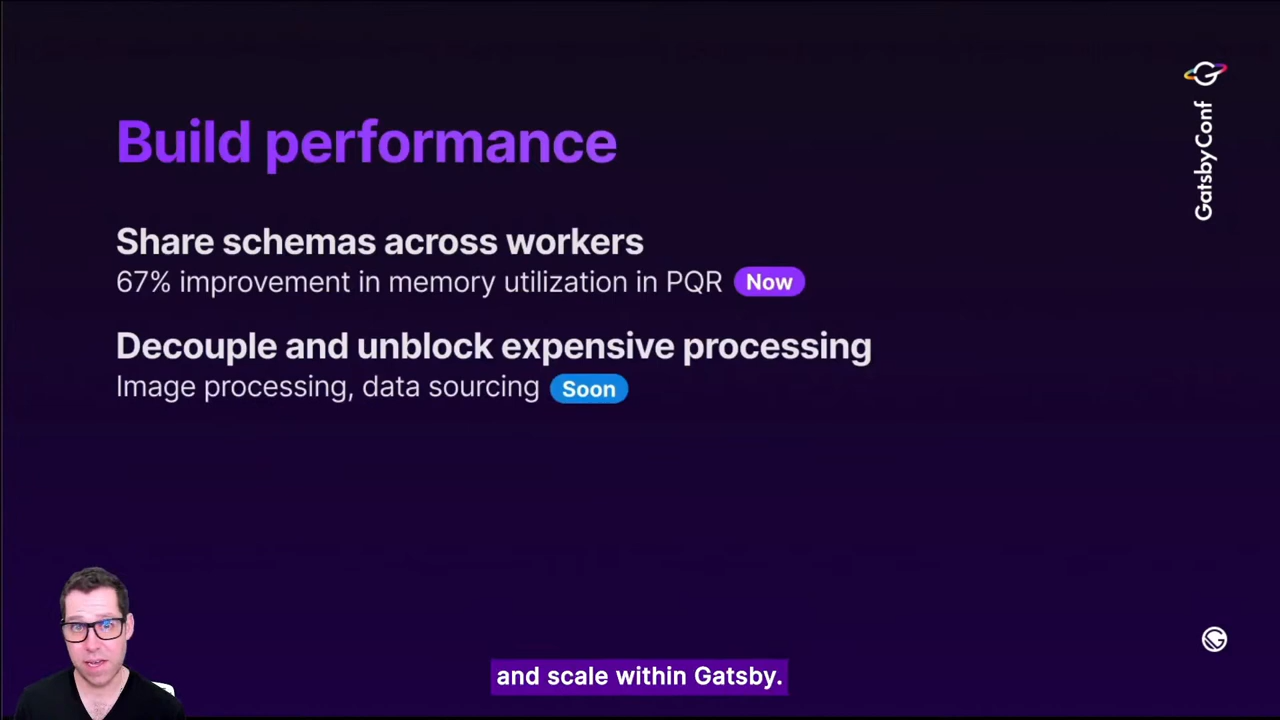 Build performance
GatsbyConf
Share schemas across workers
67% improvement in memory utilization in PQR Now
Decouple and unblock expensive processing
Image processing, data sourcing Soon
and scale within Gatsby.